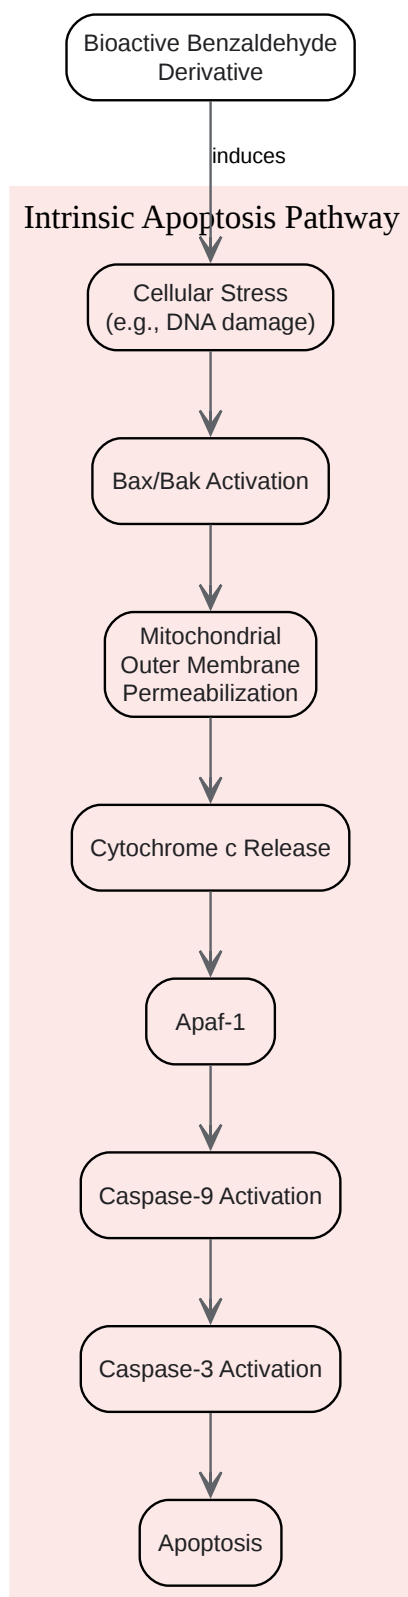 Bioactive Benzaldehyde
Derivative
induces
Intrinsic Apoptosis Pathway
Cellular Stress
(e.g., DNA damage)
Bax/Bak Activation
Mitochondrial
Outer Membrane
Permeabilization
Cytochrome c Release
Apaf-1
Caspase-9 Activation
Caspase-3 Activation
Apoptosis